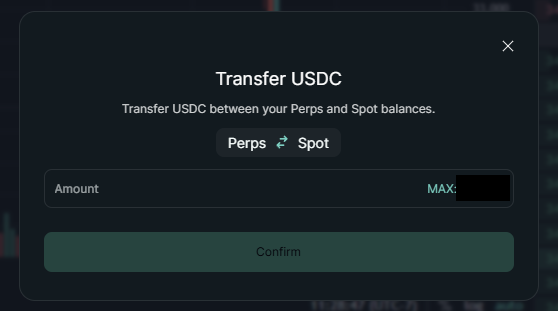 Transfer USDC
Transfer USDC between your Perps and Spot balances.
Perps Spot
Amount MAX:
Confirm